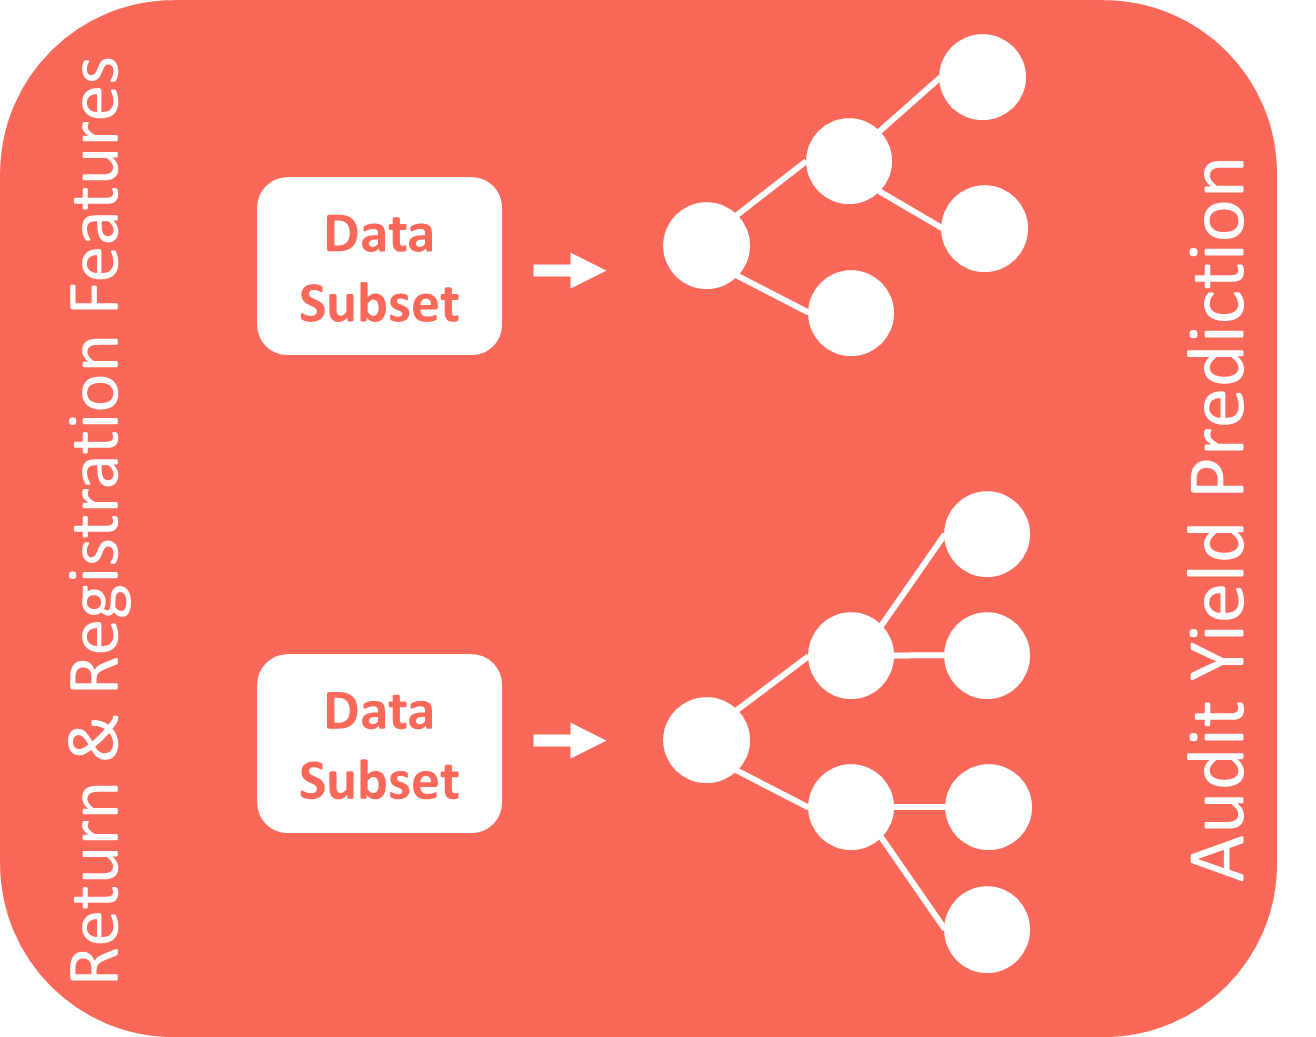 Return & Registration Features
Data
Subset
Data
Subset
Audit Yield Prediction